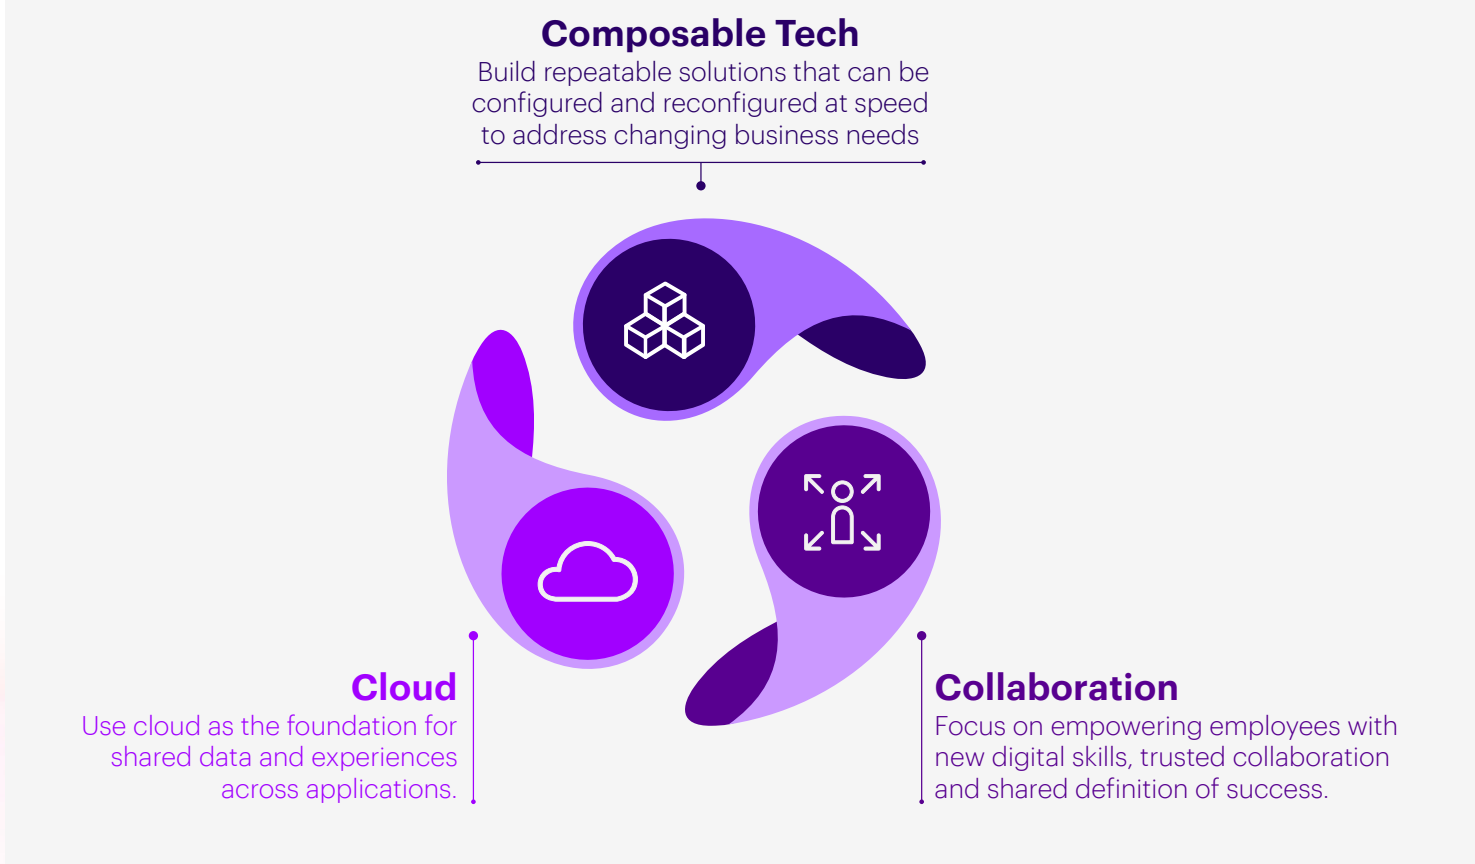 Composable Tech
Build repeatable solutions that can be
configured and reconfigured at speed
to address changing business needs
Cloud
Use cloud as the foundation for
shared data and experiences
across applications.
Collaboration
Focus on empowering employees with
new digital skills, trusted collaboration
and shared definition of success.